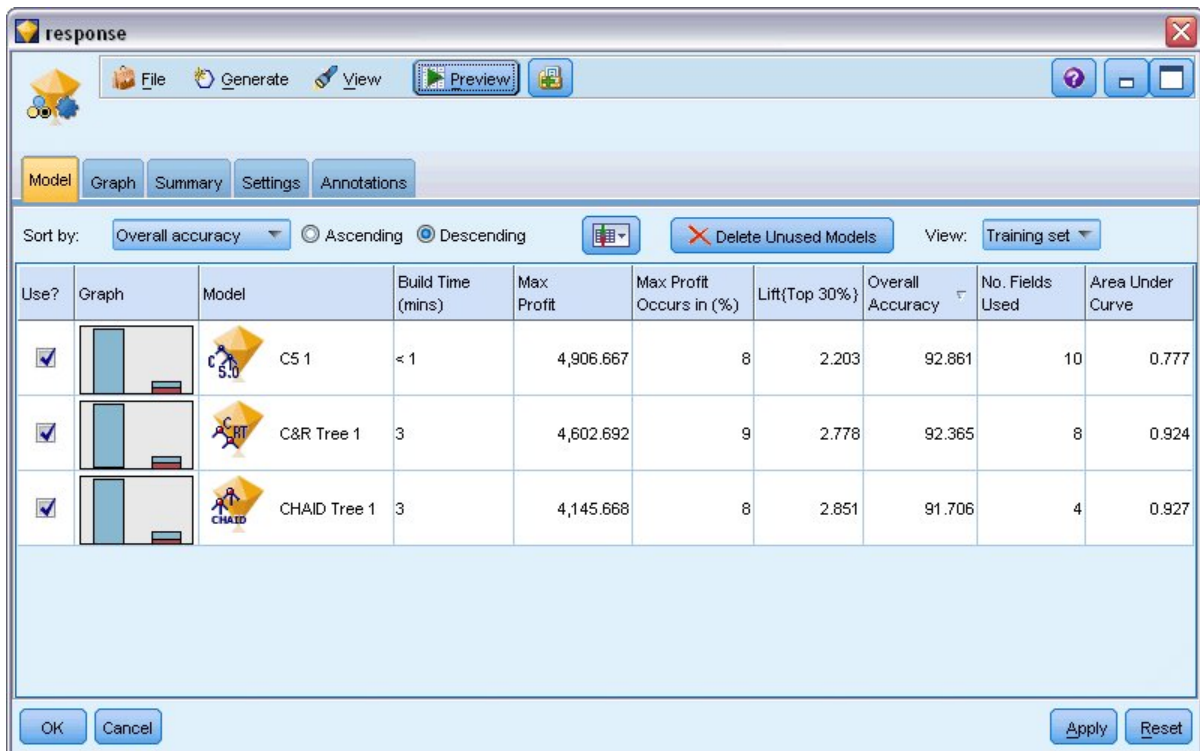 response
File Generate View Preview
Model Graph Summary Settings Annotations
Sort by: Overall accuracy Ascending Descending Delete Unused Models View: Training set
Use? Graph Model Build Time (mins) Max Profit Max Profit Occurs in (%) Lift{Top 30%} Overall Accuracy No. Fields Used Area Under Curve
C 5.0 C5 1 < 1 4,906.667 8 2.203 92.861 10 0.777
C RT C&R Tree 1 3 4,602.692 9 2.778 92.365 8 0.924
CHAID CHAID Tree 1 3 4,145.668 8 2.851 91.706 4 0.927
OK Cancel Apply Reset